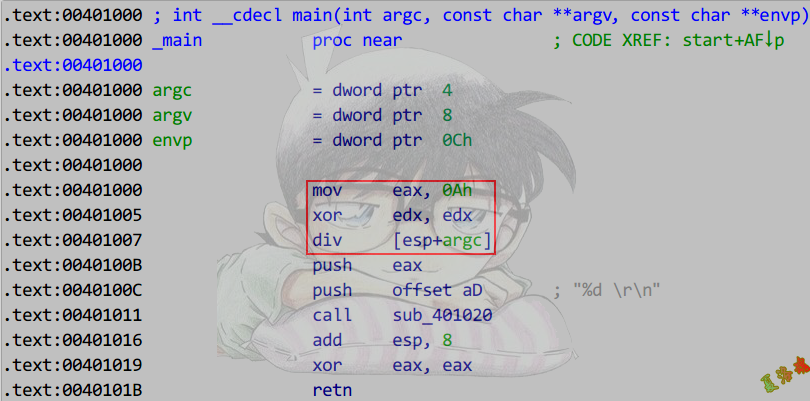 .text:00401000 ; int __cdecl main(int argc, const char **argv, const char **envp)
.text:00401000 _main proc near ; CODE XREF: start+AF↓p
.text:00401000
.text:00401000 argc = dword ptr 4
.text:00401000 argv = dword ptr 8
.text:00401000 envp = dword ptr 0Ch
.text:00401000
.text:00401000 mov eax, 0Ah
.text:00401005 xor edx, edx
.text:00401007 div [esp+argc]
.text:0040100B push eax
.text:0040100C push offset aD ; "%d \r\n"
.text:00401011 call sub_401020
.text:00401016 add esp, 8
.text:00401019 xor eax, eax
.text:0040101B retn